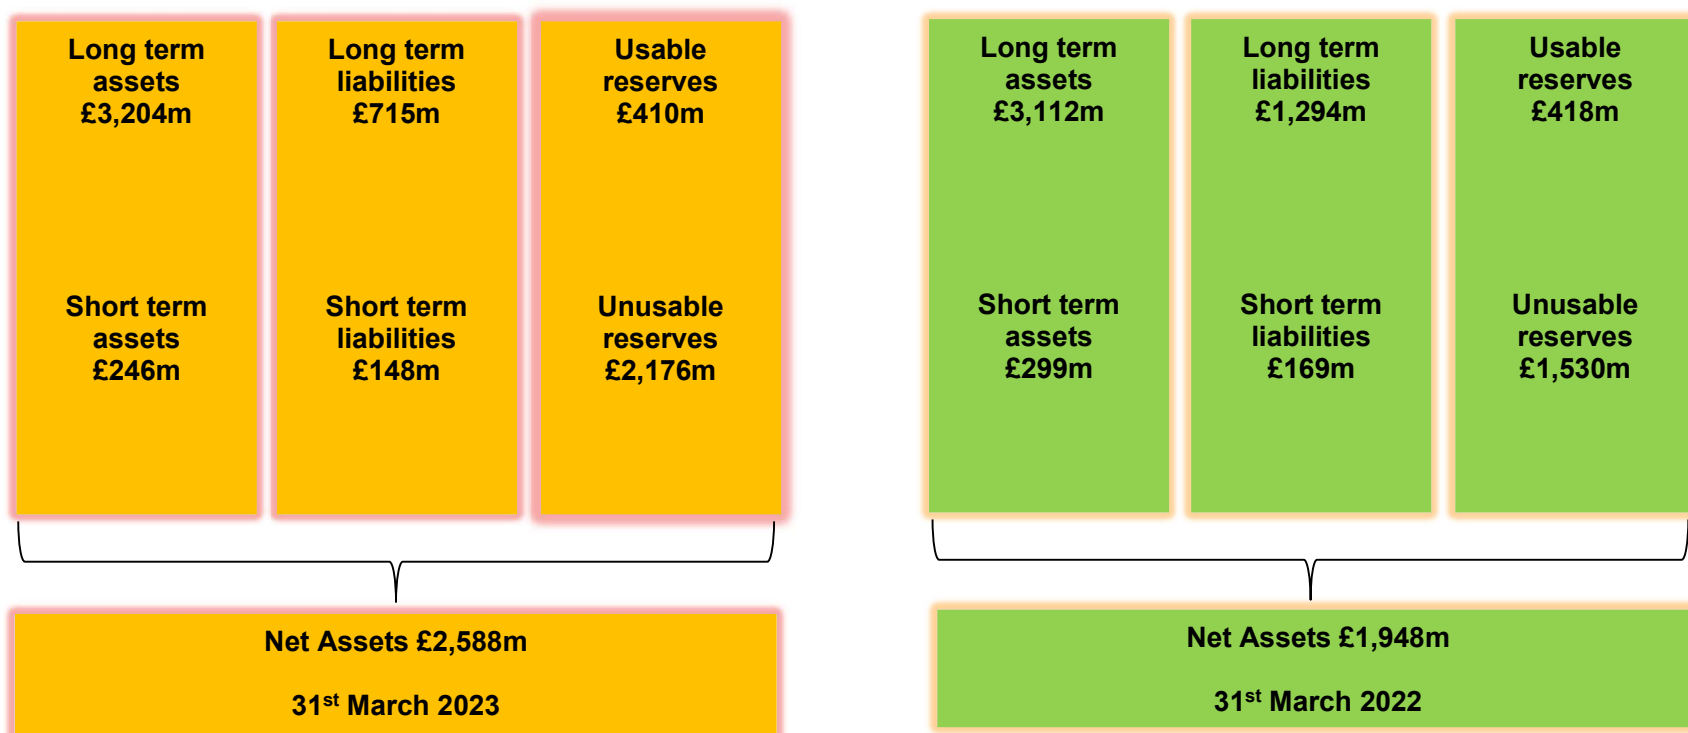 Long term
assets
£3,204m
Short term
assets
£246m
Long term
liabilities
£715m
Short term
liabilities
£148m
Usable
reserves
£410m
Unusable
reserves
£2,176m
Net Assets £2,588m
31st March 2023
Long term
assets
£3,112m
Short term
assets
£299m
Long term
liabilities
£1,294m
Short term
liabilities
£169m
Usable
reserves
£418m
Unusable
reserves
£1,530m
Net Assets £1,948m
31st March 2022